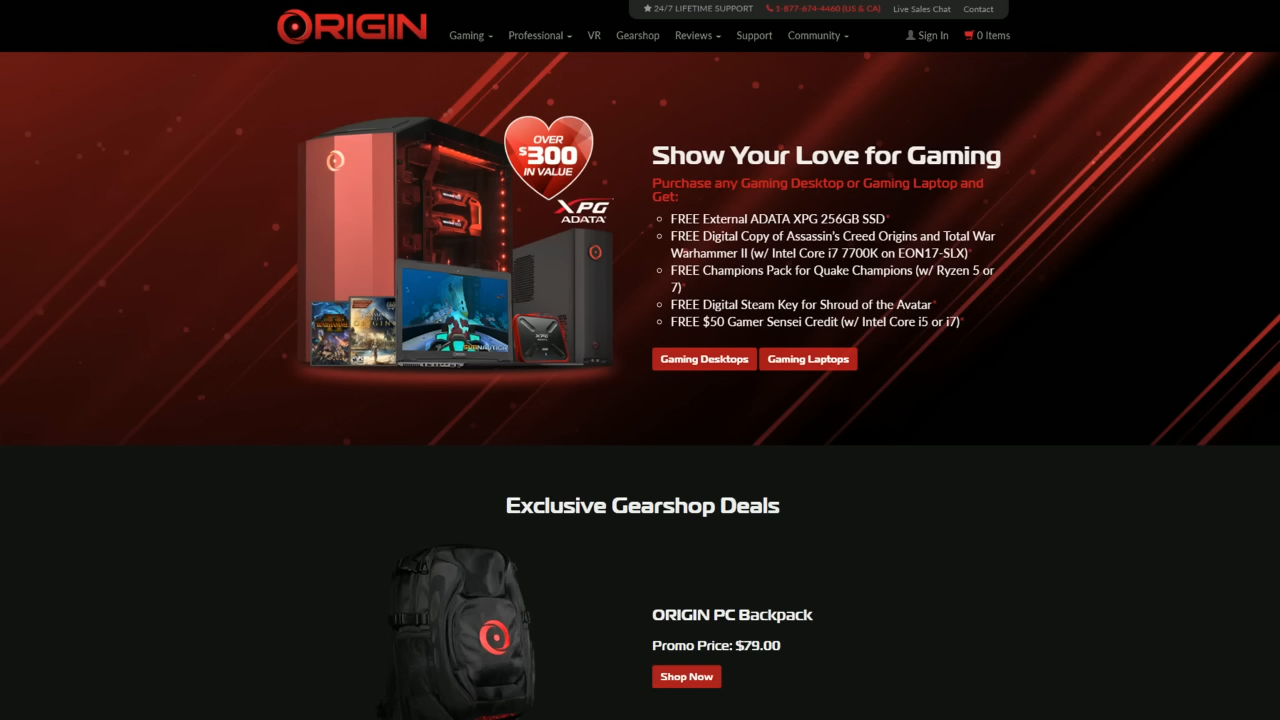 ORIGIN
24/7 LIFETIME SUPPORT
1-877-674-4460 (US & CA)
Live Sales Chat
Contact
Gaming
Professional
VR
Gearshop
Reviews
Support
Community
Sign In
0 Items
OVER
$300
IN VALUE
XPG
ADATA
Show Your Love for Gaming
Purchase any Gaming Desktop or Gaming Laptop and
Get:
FREE External ADATA XPG 256GB SSD*
FREE Digital Copy of Assassin's Creed Origins and Total War
Warhammer II (w/ Intel Core i7 7700K on EON17-SLX)*
FREE Champions Pack for Quake Champions (w/ Ryzen 5 or
7)*
FREE Digital Steam Key for Shroud of the Avatar*
FREE $50 Gamer Sensei Credit (w/ Intel Core i5 or i7)*
SUBNAUTICA
XPG
Gaming Desktops
Gaming Laptops
Exclusive Gearshop Deals
ORIGIN PC Backpack
Promo Price: $79.00
Shop Now